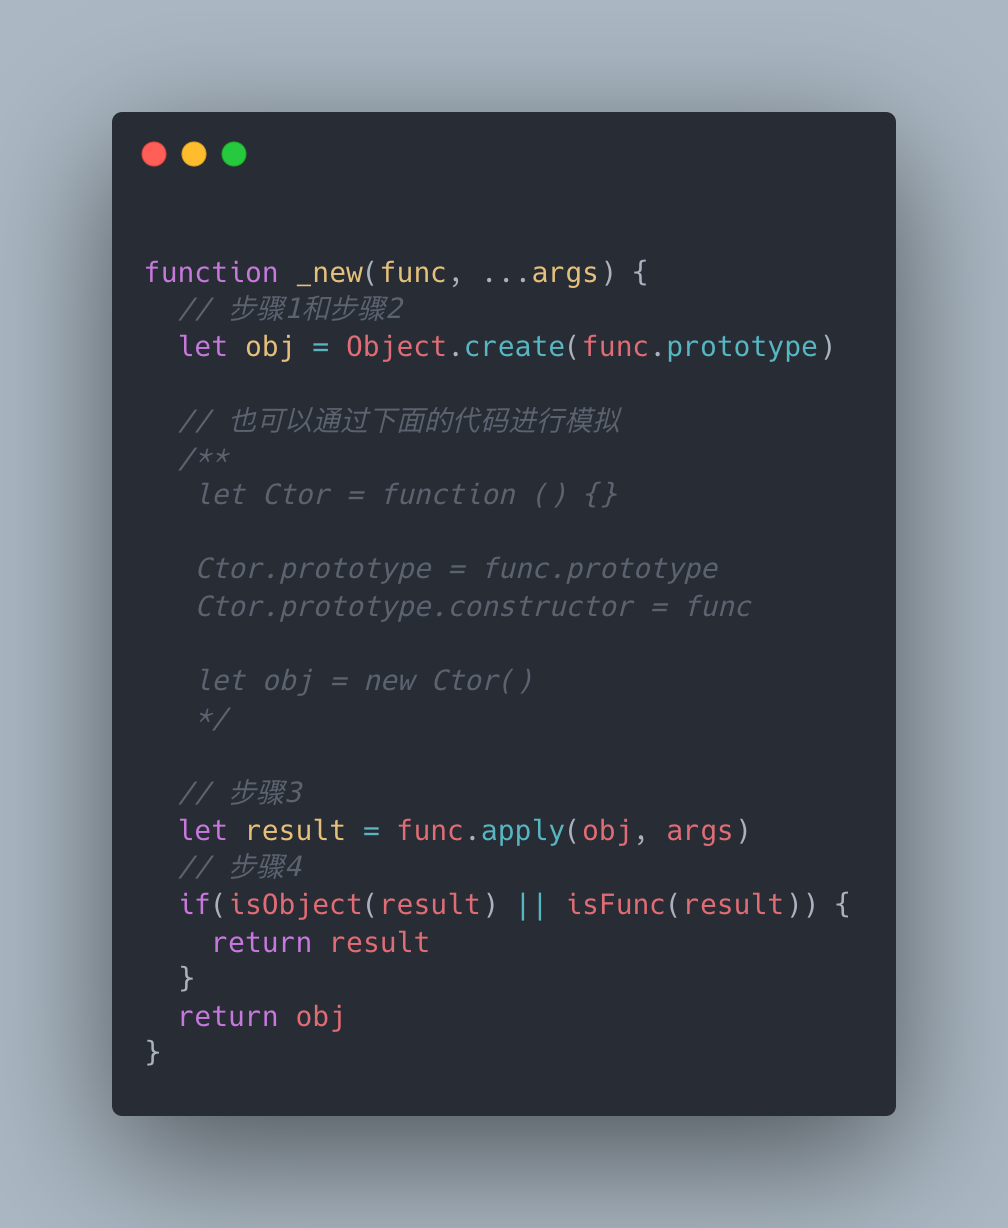 function _new(func, ...args) {
  // 步骤1和步骤2
  let obj = Object.create(func.prototype)
  // 也可以通过下面的代码进行模拟
  /**
   let Ctor = function () {}
   Ctor.prototype = func.prototype
   Ctor.prototype.constructor = func
   let obj = new Ctor()
   */
  // 步骤3
  let result = func.apply(obj, args)
  // 步骤4
  if(isObject(result) || isFunc(result)) {
    return result
  }
  return obj
}